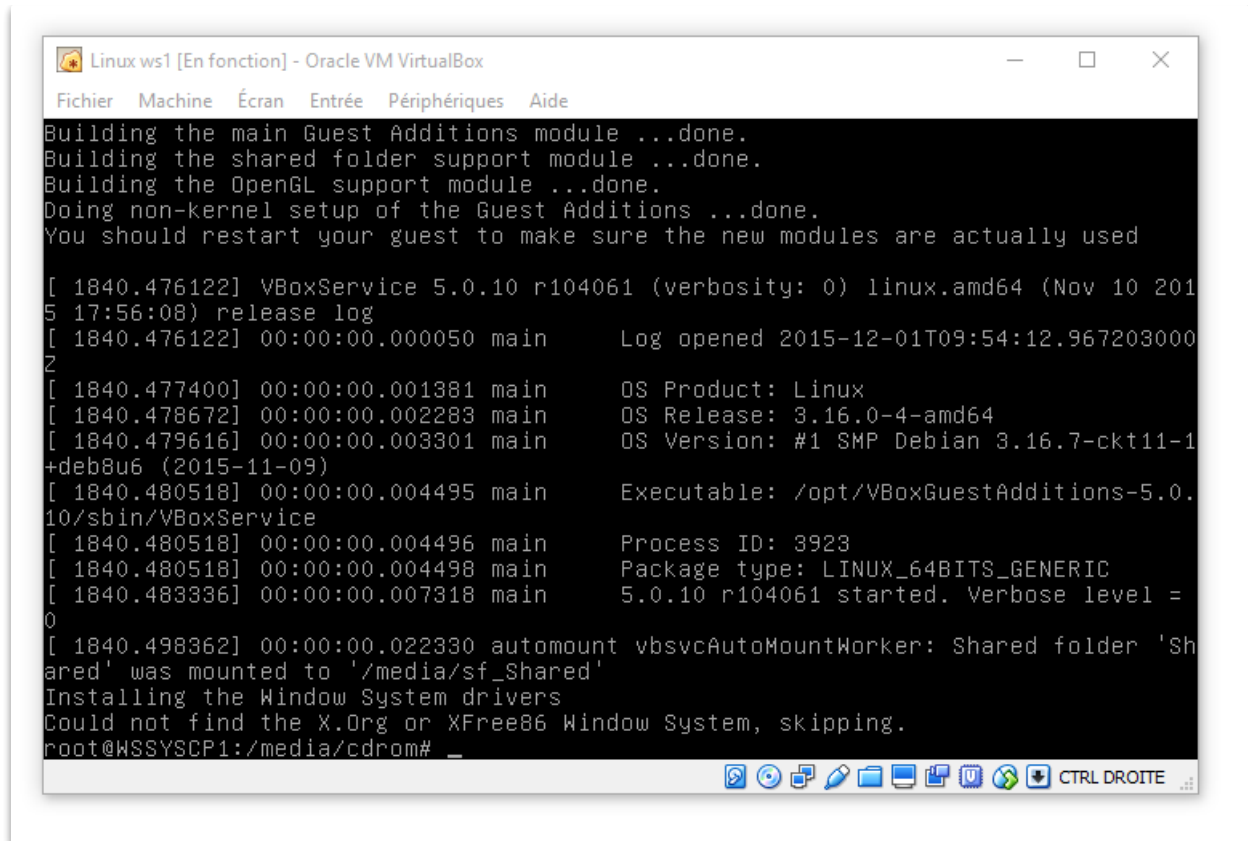 Linux ws1 [En fonction] - Oracle VM VirtualBox
Fichier Machine Écran Entrée Périphériques Aide
Building the main Guest Additions module ...done.
Building the shared folder support module ...done.
Building the OpenGL support module ...done.
Doing non-kernel setup of the Guest Additions ...done.
You should restart your guest to make sure the new modules are actually used
[ 1840.476122] VBoxService 5.0.10 r104061 (verbosity: 0) linux.amd64 (Nov 10 201
5 17:56:08) release log
[ 1840.476122] 00:00:00.000050 main     Log opened 2015-12-01T09:54:12.967203000
Z
[ 1840.477400] 00:00:00.001381 main     OS Product: Linux
[ 1840.478672] 00:00:00.002283 main     OS Release: 3.16.0-4-amd64
[ 1840.479616] 00:00:00.003301 main     OS Version: #1 SMP Debian 3.16.7-ckt11-1
+deb8u6 (2015-11-09)
[ 1840.480518] 00:00:00.004495 main     Executable: /opt/VBoxGuestAdditions-5.0.
10/sbin/VBoxService
[ 1840.480518] 00:00:00.004496 main     Process ID: 3923
[ 1840.480518] 00:00:00.004498 main     Package type: LINUX_64BITS_GENERIC
[ 1840.483336] 00:00:00.007318 main     5.0.10 r104061 started. Verbose level =
0
[ 1840.498362] 00:00:00.022330 automount vbsvcAutoMountWorker: Shared folder 'Sh
ared' was mounted to '/media/sf_Shared'
Installing the Window System drivers
Could not find the X.Org or XFree86 Window System, skipping.
root@WSSYSCP1:/media/cdrom# _
CTRL DROITE